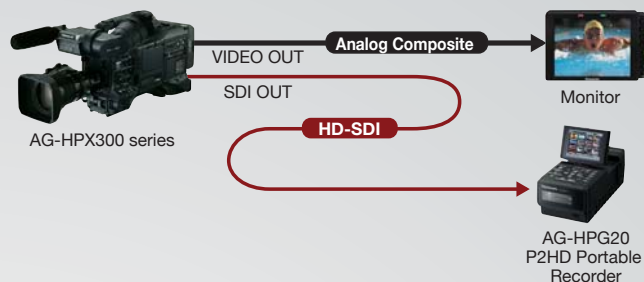 VIDEO OUT
Analog Composite
SDI OUT
Monitor
AG-HPX300 series
HD-SDI
AG-HPG20
P2HD Portable
Recorder